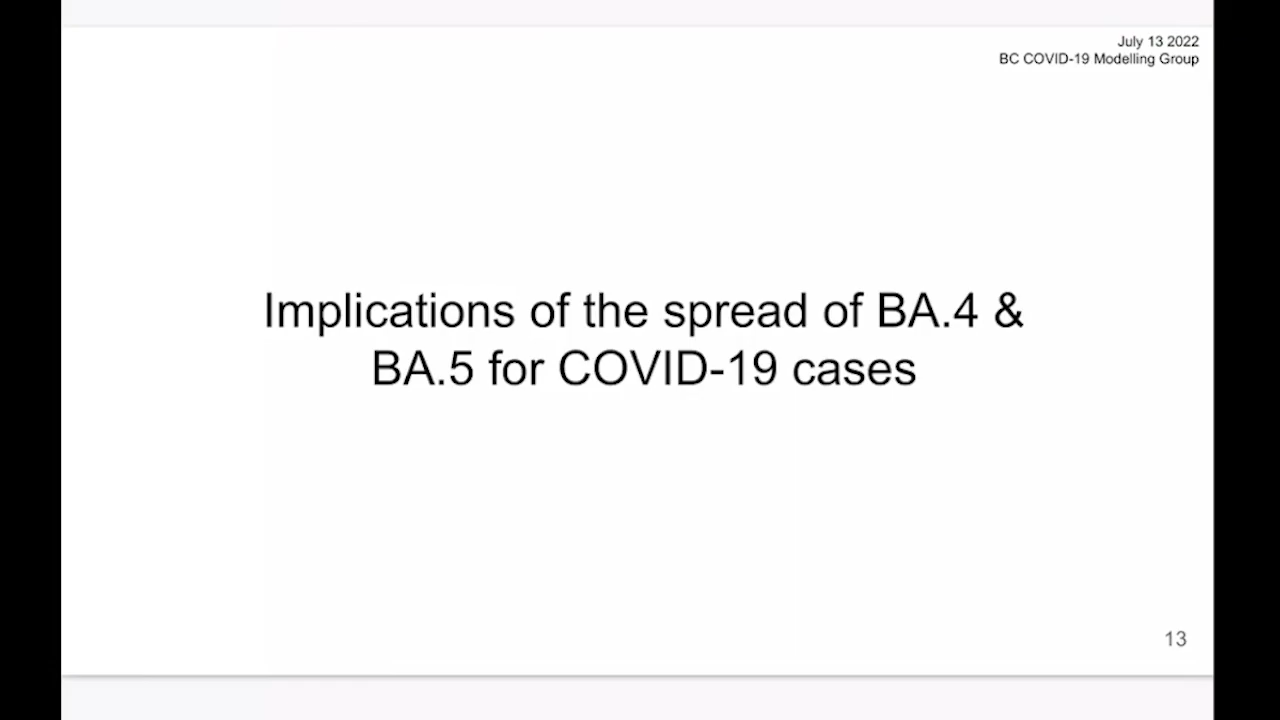 July 13 2022
BC COVID-19 Modelling Group
Implications of the spread of BA.4 &
BA.5 for COVID-19 cases
13